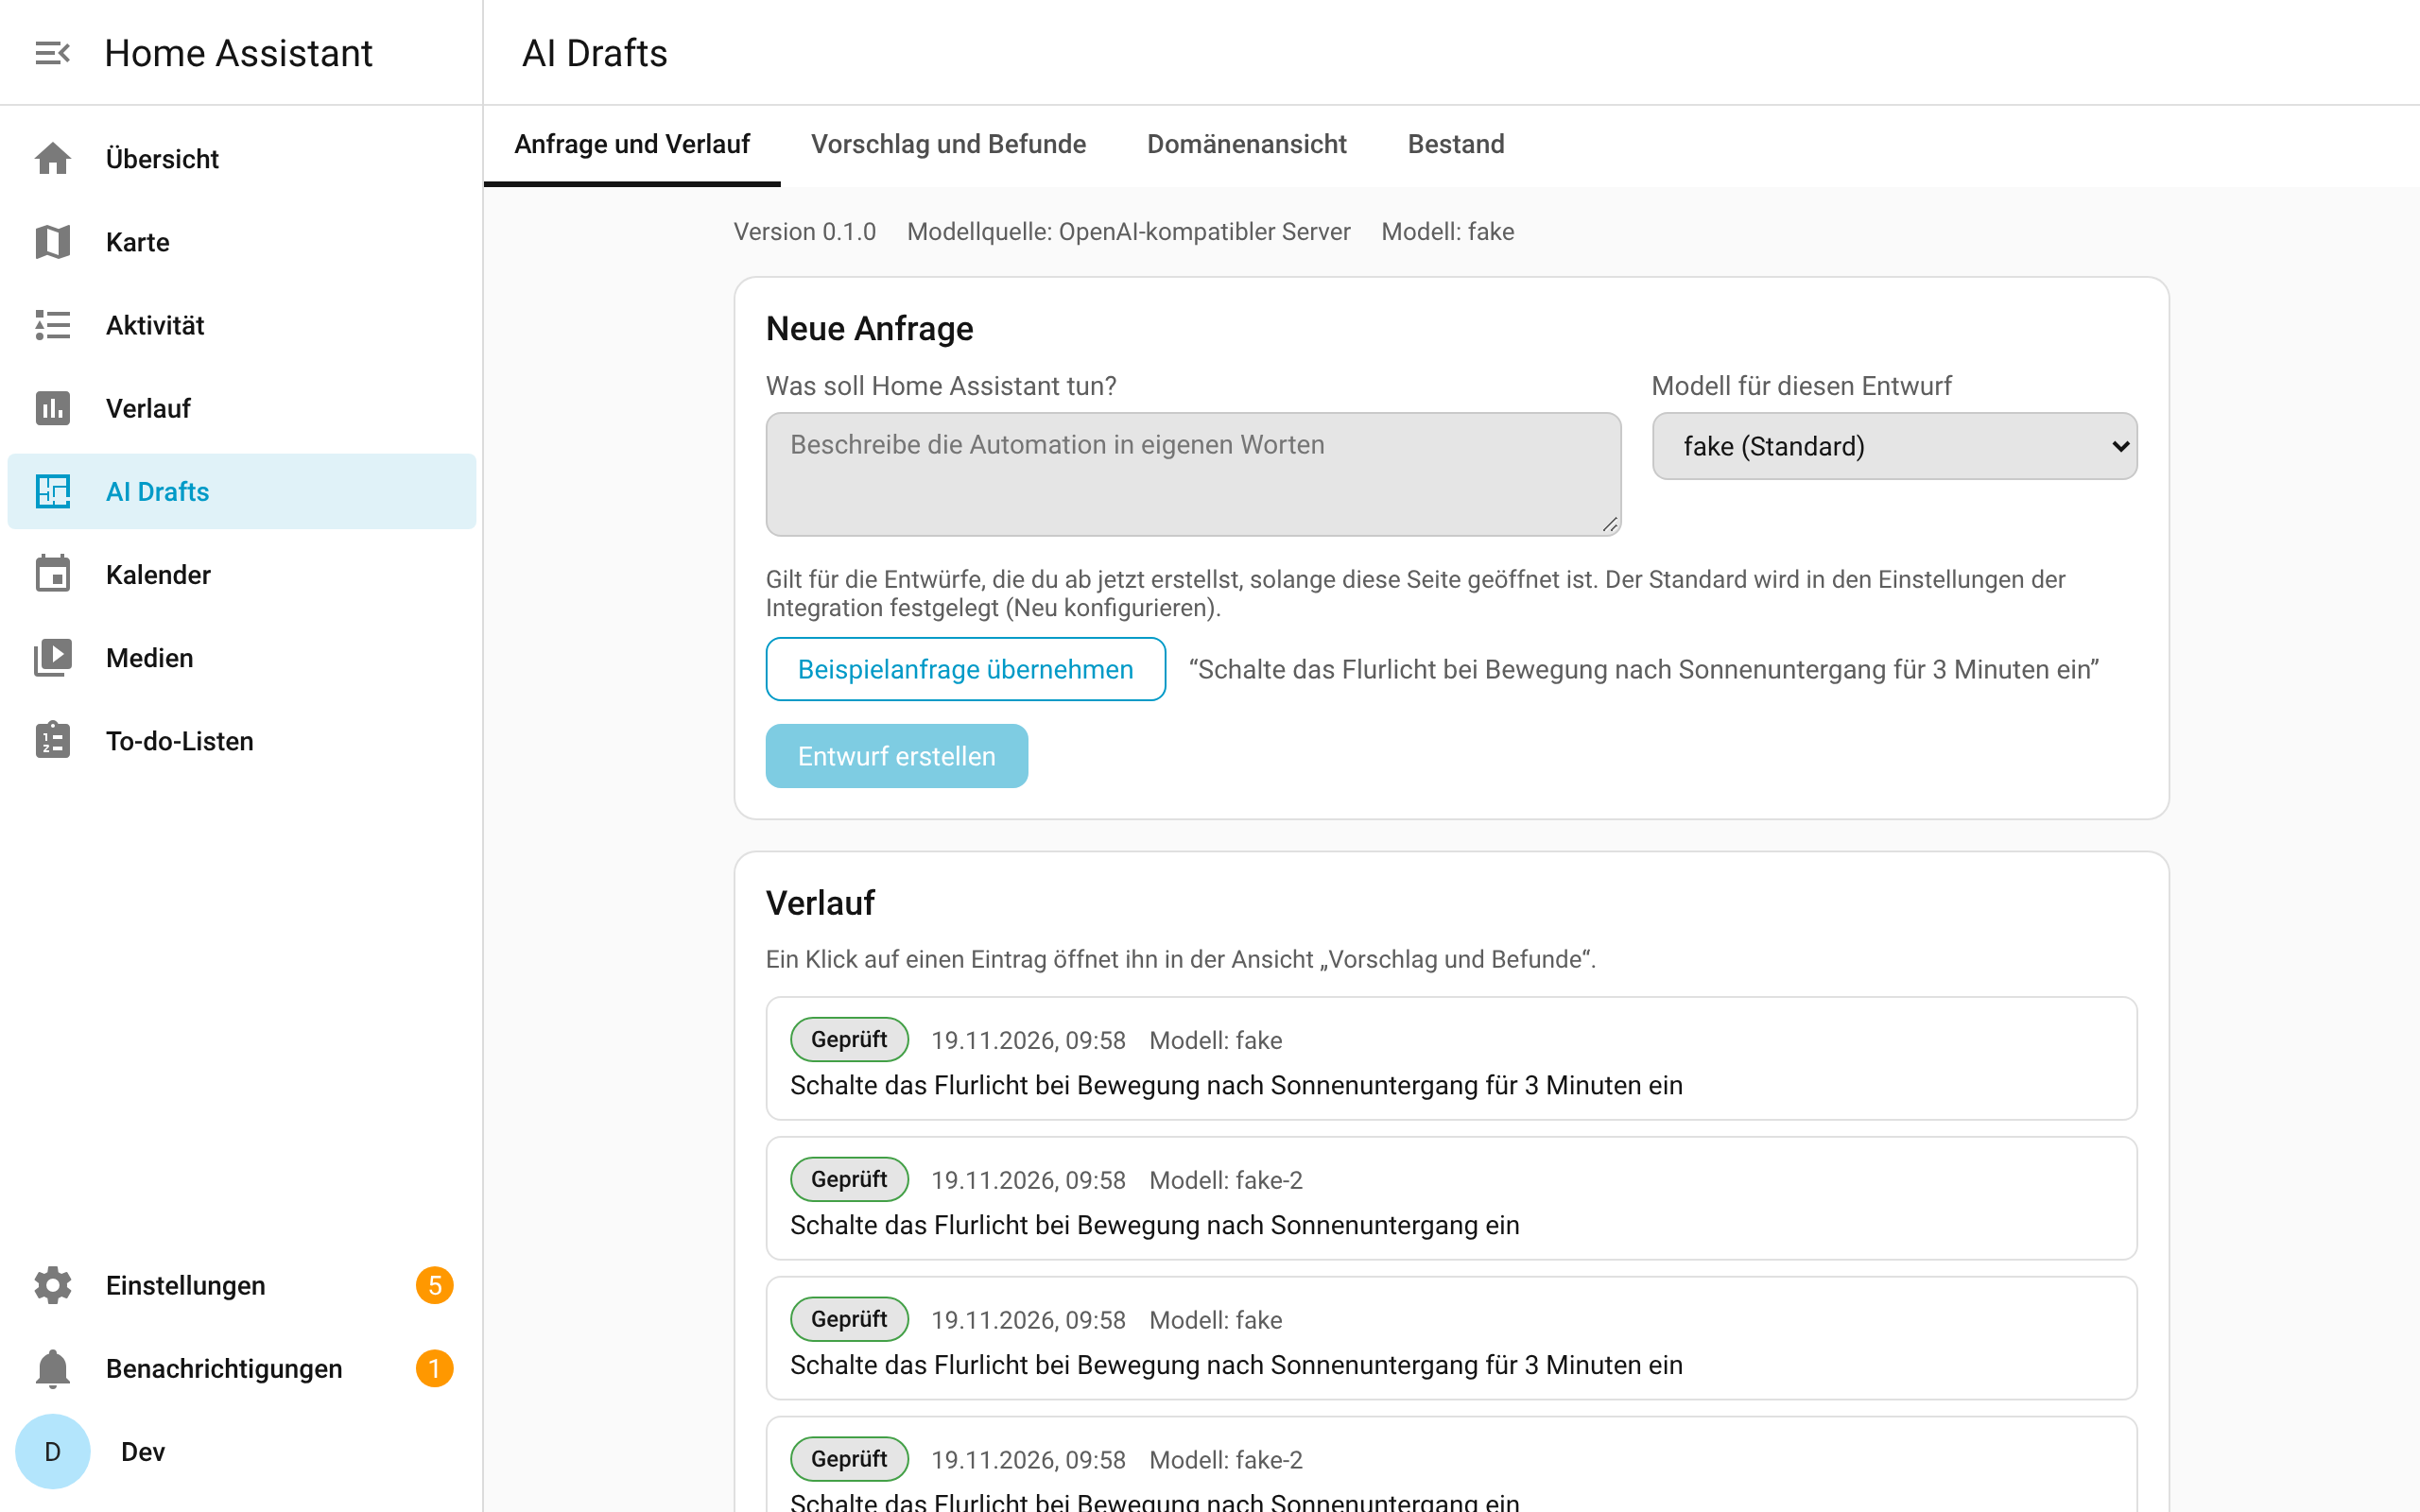 Home Assistant
Übersicht
Karte
Aktivität
Verlauf
AI Drafts
Kalender
Medien
To-do-Listen
Einstellungen 5
Benachrichtigungen 1
D Dev
AI Drafts
Anfrage und Verlauf Vorschlag und Befunde Domänenansicht Bestand
Version 0.1.0 Modellquelle: OpenAI-kompatibler Server Modell: fake
Neue Anfrage
Was soll Home Assistant tun? Modell für diesen Entwurf
Beschreibe die Automation in eigenen Worten fake (Standard)
Gilt für die Entwürfe, die du ab jetzt erstellst, solange diese Seite geöffnet ist. Der Standard wird in den Einstellungen der
Integration festgelegt (Neu konfigurieren).
Beispielanfrage übernehmen “Schalte das Flurlicht bei Bewegung nach Sonnenuntergang für 3 Minuten ein”
Entwurf erstellen
Verlauf
Ein Klick auf einen Eintrag öffnet ihn in der Ansicht „Vorschlag und Befunde“.
Geprüft 19.11.2026, 09:58 Modell: fake
Schalte das Flurlicht bei Bewegung nach Sonnenuntergang für 3 Minuten ein
Geprüft 19.11.2026, 09:58 Modell: fake-2
Schalte das Flurlicht bei Bewegung nach Sonnenuntergang ein
Geprüft 19.11.2026, 09:58 Modell: fake
Schalte das Flurlicht bei Bewegung nach Sonnenuntergang für 3 Minuten ein
Geprüft 19.11.2026, 09:58 Modell: fake-2
Schalte das Flurlicht bei Bewegung nach Sonnenuntergang ein